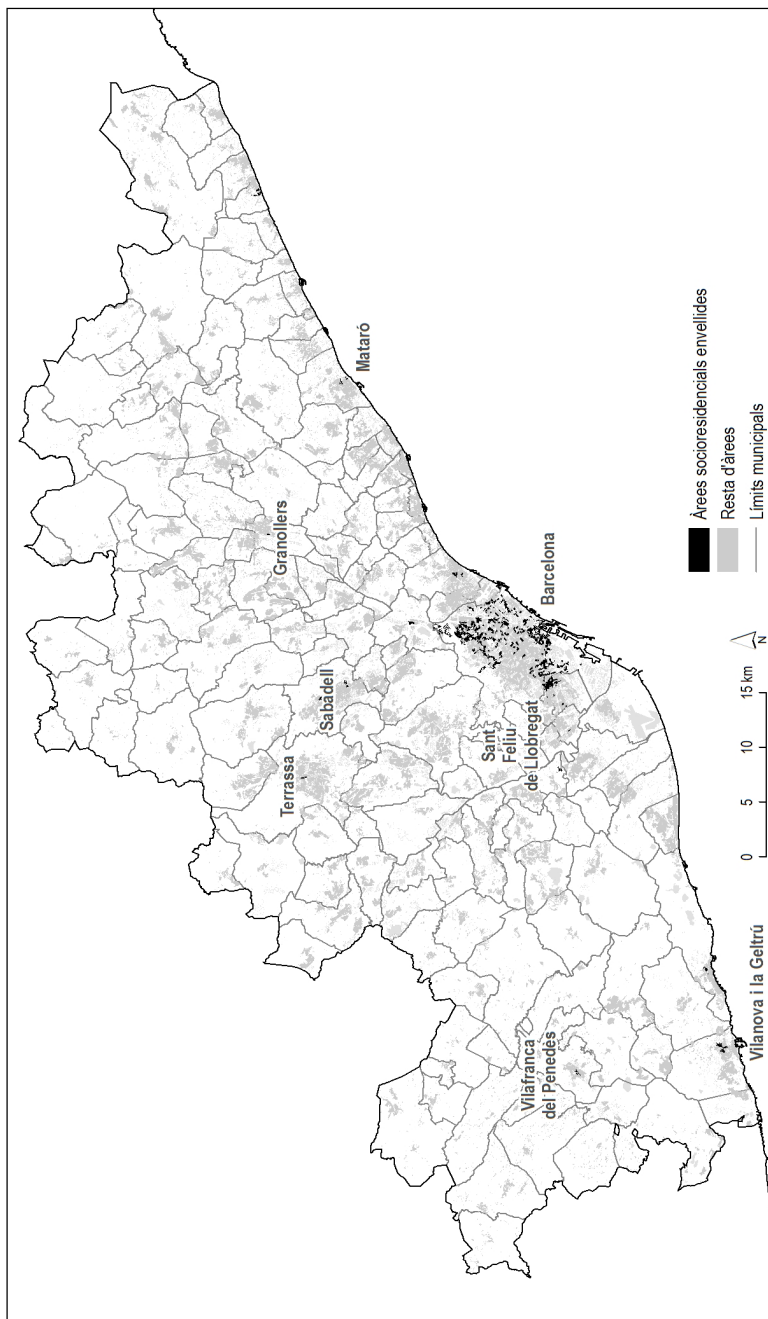 Granollers
Mataró
Terrassa
Sabadell
Sant
Feliu
de Llobregat
Barcelona
Vilafranca
del Penedès
Vilanova i la Geltrú
0 5 10 15 km
N
Àrees socioresidencials envellides
Resta d'àrees
Límits municipals